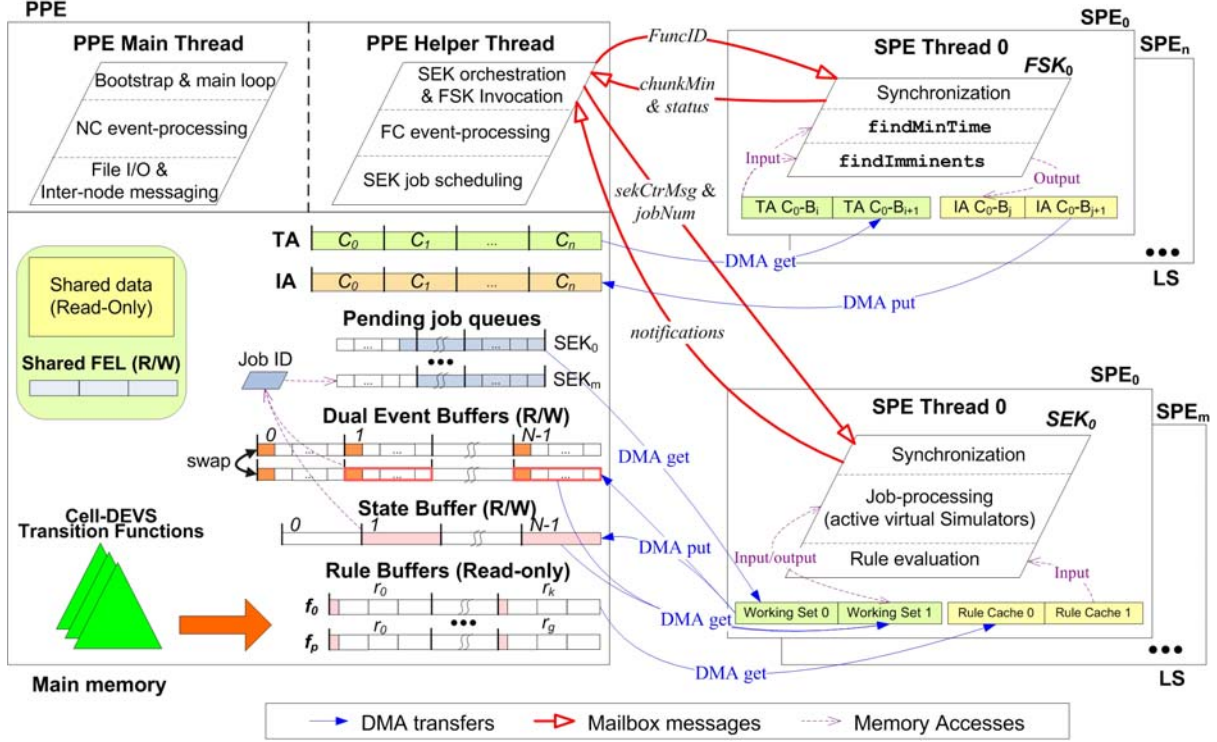 PPE
PPE Main Thread
Bootstrap & main loop
NC event-processing
File I/O &
Inter-node messaging
PPE Helper Thread
SEK orchestration
& FSK Invocation
FC event-processing
SEK job scheduling
FuncID
chunkMin
& status
sekCtrMsg &
jobNum
notifications
SPE0
SPEn
SPE Thread 0
FSK0
Synchronization
findMinTime
findImminents
Input
Output
TA C0-Bi
TA C0-Bi+1
IA C0-Bj
IA C0-Bj+1
•••
LS
DMA get
DMA put
TA
C0
C1
...
Cn
IA
C0
C1
...
Cn
Shared data
(Read-Only)
Shared FEL (R/W)
Pending job queues
...
...
SEK0
•••
...
...
SEKm
Job ID
Dual Event Buffers (R/W)
0
1
N-1
...
...
...
swap
...
...
...
State Buffer (R/W)
0
1
N-1
Rule Buffers (Read-only)
f0
r0
rk
•••
fp
r0
rg
Cell-DEVS
Transition Functions
Main memory
DMA get
DMA put
DMA get
DMA get
SPE0
SPEm
SPE Thread 0
SEK0
Synchronization
Job-processing
(active virtual Simulators)
Rule evaluation
Input/output
Input
Working Set 0
Working Set 1
Rule Cache 0
Rule Cache 1
•••
LS
DMA transfers
Mailbox messages
Memory Accesses